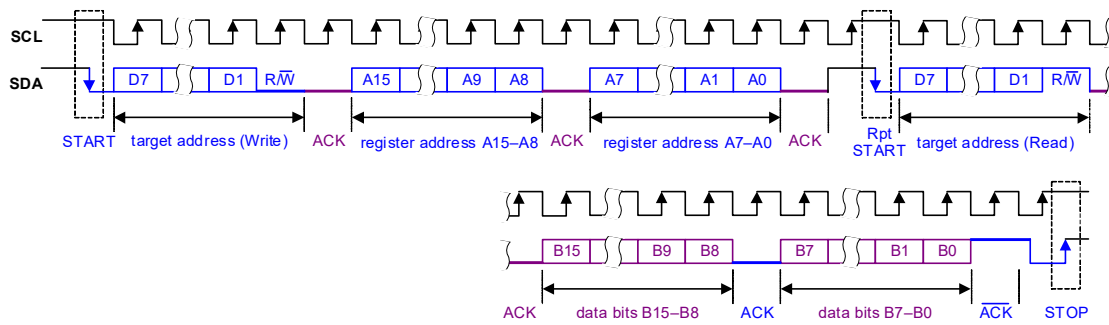 SCL
SDA
D7 D1 R/W̅ A15 A9 A8 A7 A1 A0 D7 D1 R/W̅
START target address (Write) ACK register address A15–A8 ACK register address A7–A0 ACK Rpt START target address (Read)
B15 B9 B8 B7 B1 B0
ACK data bits B15–B8 ACK data bits B7–B0 A̅C̅K̅ STOP